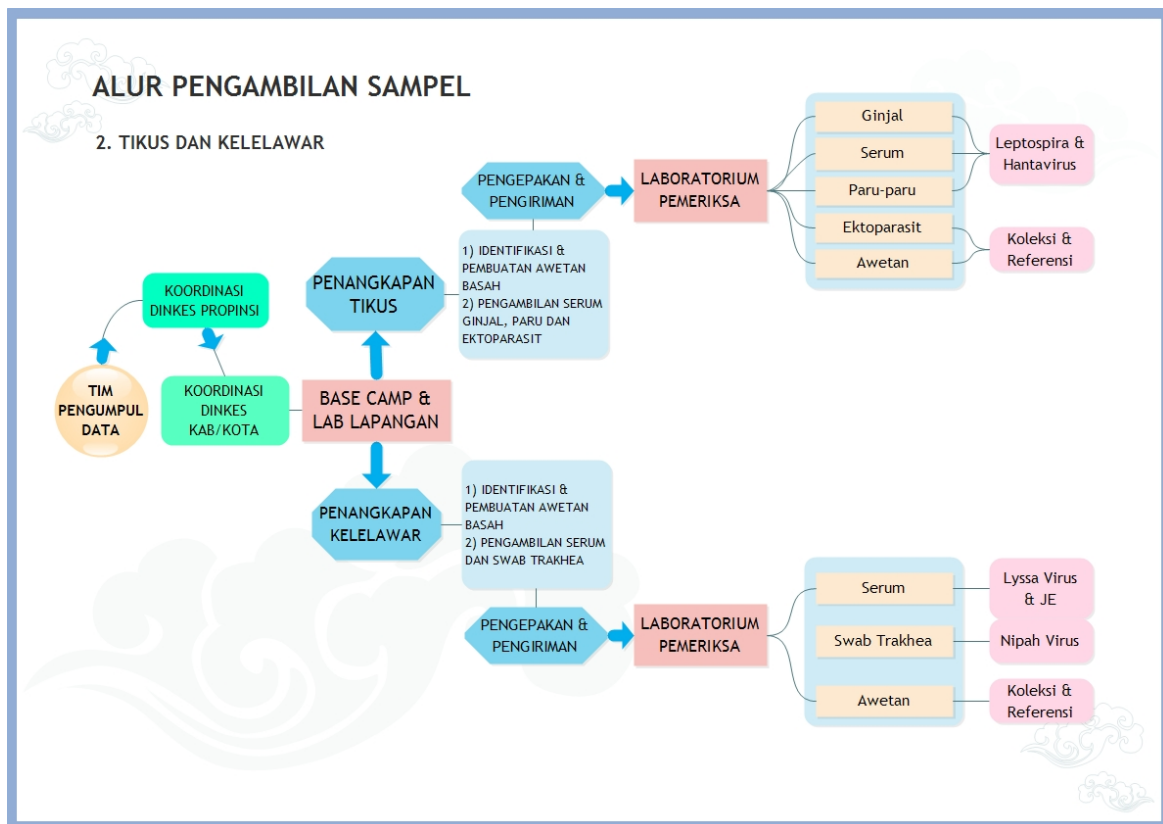 ALUR PENGAMBILAN SAMPEL
2. TIKUS DAN KELELAWAR
TIM
PENGUMPUL
DATA
KOORDINASI
DINKES PROPINSI
KOORDINASI
DINKES
KAB/KOTA
BASE CAMP &
LAB LAPANGAN
PENANGKAPAN
TIKUS
1) IDENTIFIKASI &
PEMBUATAN AWETAN
BASAH
2) PENGAMBILAN SERUM
GINJAL, PARU DAN
EKTOPARASIT
PENGEPAKAN &
PENGIRIMAN
LABORATORIUM
PEMERIKSA
Ginjal
Serum
Paru-paru
Ektoparasit
Awetan
Leptospira &
Hantavirus
Koleksi &
Referensi
PENANGKAPAN
KELELAWAR
1) IDENTIFIKASI &
PEMBUATAN AWETAN
BASAH
2) PENGAMBILAN SERUM
DAN SWAB TRAKHEA
PENGEPAKAN &
PENGIRIMAN
LABORATORIUM
PEMERIKSA
Serum
Swab Trakhea
Awetan
Lyssa Virus
& JE
Nipah Virus
Koleksi &
Referensi